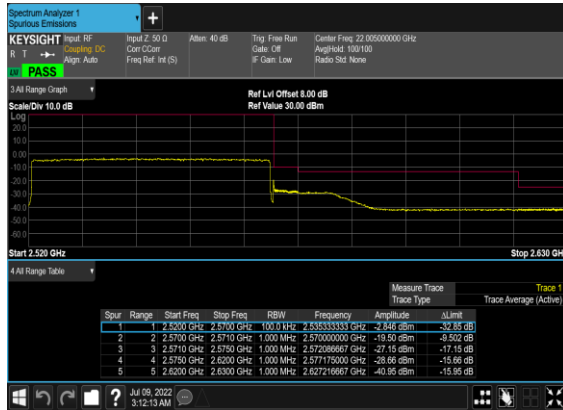 Spectrum Analyzer 1
Spurious Emissions
+
KEYSIGHT Input: RF Input Z: 50 Ω Atten: 40 dB Trig: Free Run Center Freq: 22.005000000 GHz
R T Coupling: DC Corr CCorr Gate: Off Avg|Hold: 100/100
Align: Auto Freq Ref: Int (S) IF Gain: Low Radio Std: None
PASS
3 All Range Graph
Ref Lvl Offset 8.00 dB
Scale/Div 10.0 dB Ref Value 30.00 dBm
Log
20.0
10.0
0.00
-10.0
-20.0
-30.0
-40.0
-50.0
-60.0
Start 2.520 GHz Stop 2.630 GH
4 All Range Table
Measure Trace Trace 1
Trace Type Trace Average (Active)
Spur Range Start Freq Stop Freq RBW Frequency Amplitude ΔLimit
1 1 2.5200 GHz 2.5700 GHz 100.0 kHz 2.535333333 GHz -2.846 dBm -32.85 dB
2 2 2.5700 GHz 2.5710 GHz 1.000 MHz 2.570000000 GHz -19.50 dBm -9.502 dB
3 3 2.5710 GHz 2.5750 GHz 1.000 MHz 2.572086667 GHz -27.15 dBm -17.15 dB
4 4 2.5750 GHz 2.6200 GHz 1.000 MHz 2.577175000 GHz -28.66 dBm -15.66 dB
5 5 2.6200 GHz 2.6300 GHz 1.000 MHz 2.627216667 GHz -40.95 dBm -15.95 dB
? Jul 09, 2022
3:12:13 AM